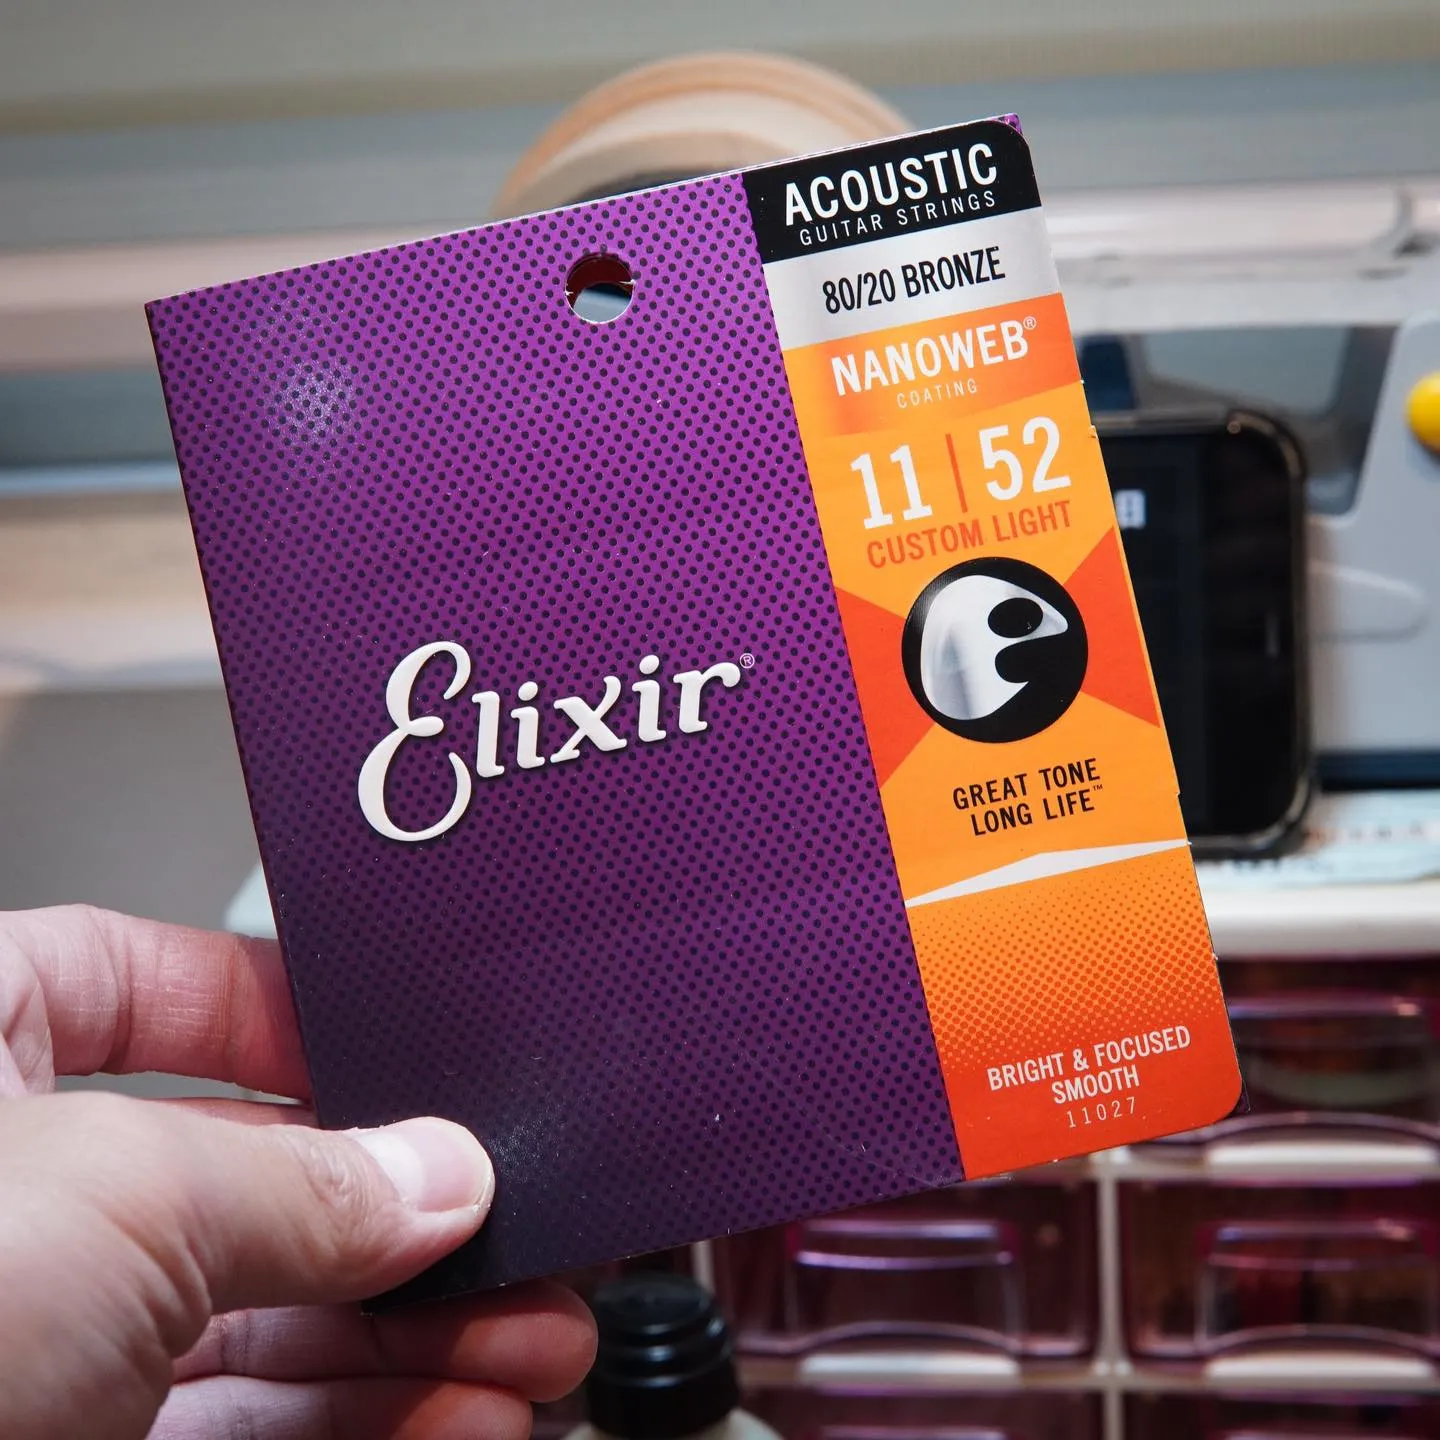 ACOUSTIC
GUITAR STRINGS
80/20 BRONZE
NANOWEB®
COATING
11 | 52
CUSTOM LIGHT
Elixir®
GREAT TONE
LONG LIFE™
BRIGHT & FOCUSED
SMOOTH
11027